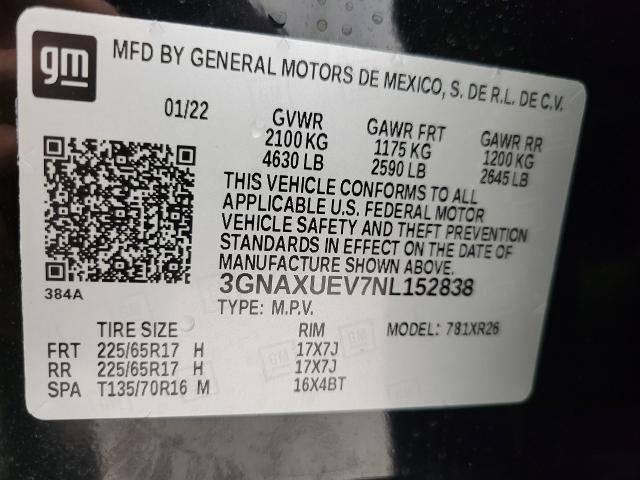 gm
MFD BY GENERAL MOTORS DE MEXICO, S. DE R.L. DE C.V.
01/22 GVWR GAWR FRT GAWR RR
2100 KG 1175 KG 1200 KG
4630 LB 2590 LB 2645 LB
THIS VEHICLE CONFORMS TO ALL
APPLICABLE U.S. FEDERAL MOTOR
VEHICLE SAFETY AND THEFT PREVENTION
STANDARDS IN EFFECT ON THE DATE OF
MANUFACTURE SHOWN ABOVE.
384A
3GNAXUEV7NL152838
TYPE: M.P.V.
TIRE SIZE RIM MODEL: 781XR26
FRT 225/65R17 H 17X7J
RR 225/65R17 H 17X7J
SPA T135/70R16 M 16X4BT